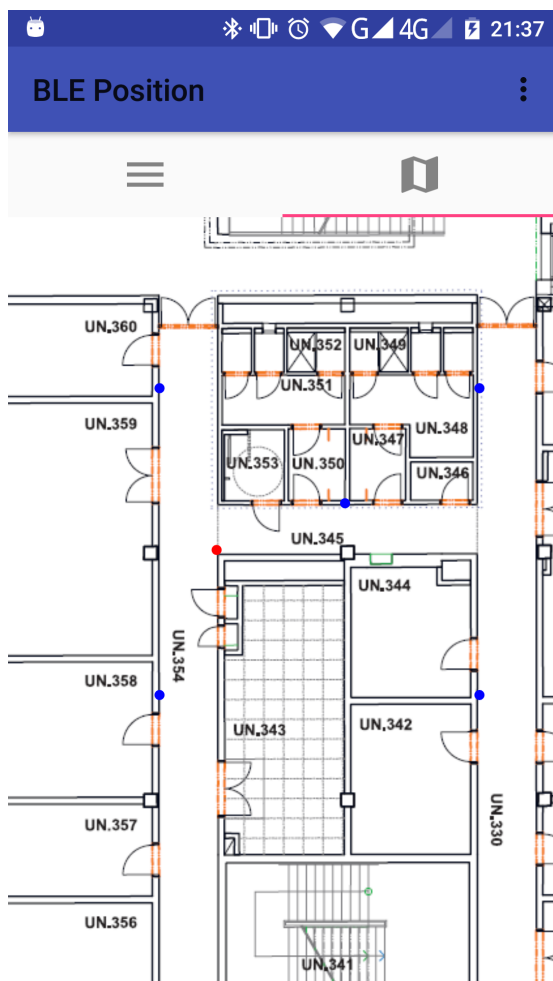 G 4G 21:37
BLE Position
UN.360
UN.352 UN.349
UN.351
UN.359
UN.348
UN.347
UN.353 UN.350
UN.346
UN.345
UN.344
UN.354
UN.358
UN.343
UN.342
UN.357
UN.330
UN.356
UN.341